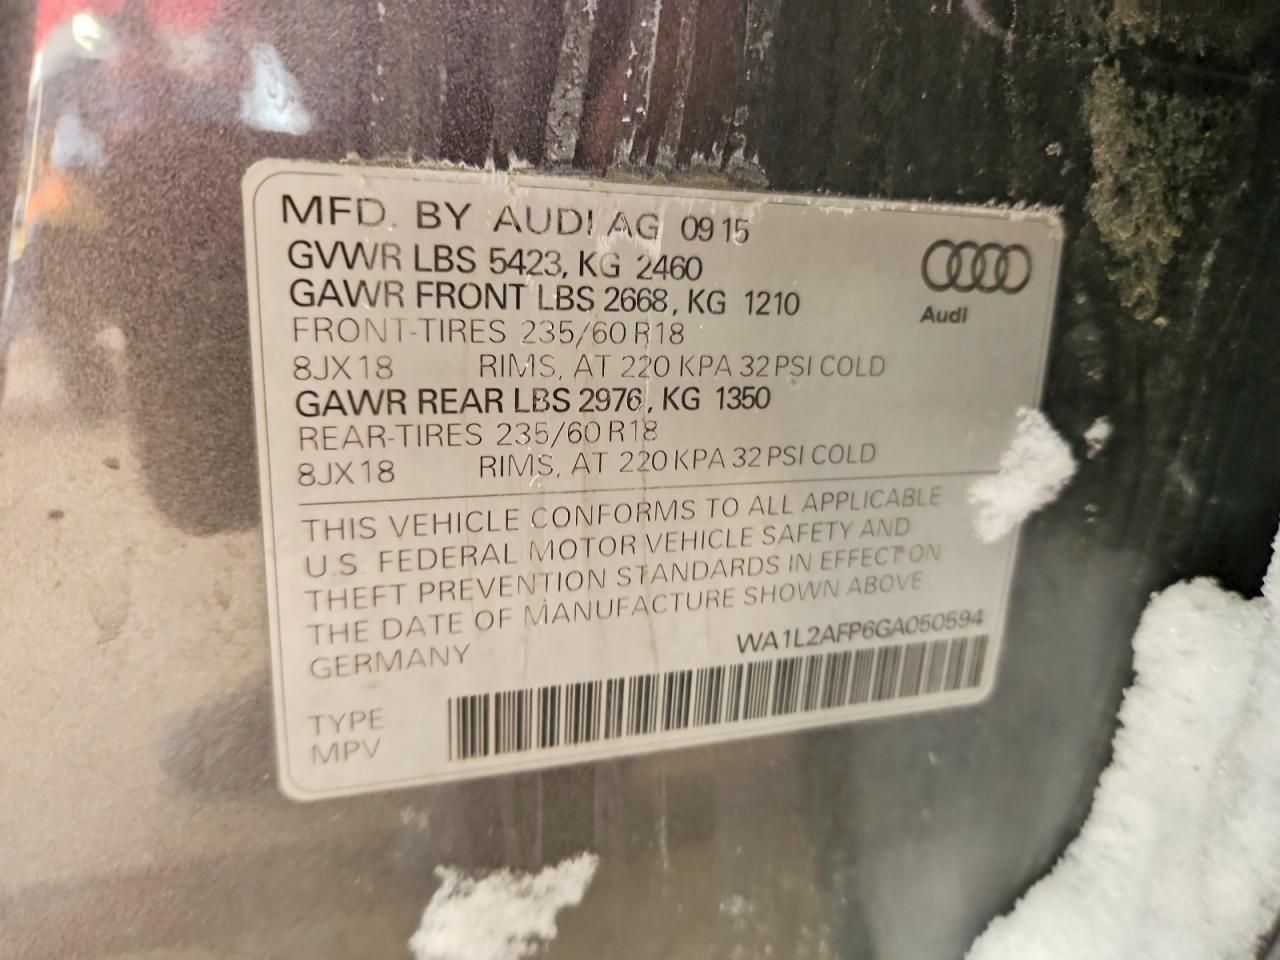 MFD. BY AUDI AG 09 15
GVWR LBS 5423, KG 2460
GAWR FRONT LBS 2668, KG 1210
FRONT-TIRES 235/60 R18
8JX18 RIMS, AT 220 KPA 32 PSI COLD
GAWR REAR LBS 2976, KG 1350
REAR-TIRES 235/60 R18
8JX18 RIMS, AT 220 KPA 32 PSI COLD
Audi
THIS VEHICLE CONFORMS TO ALL APPLICABLE
U.S. FEDERAL MOTOR VEHICLE SAFETY AND
THEFT PREVENTION STANDARDS IN EFFECT ON
THE DATE OF MANUFACTURE SHOWN ABOVE
GERMANY WA1L2AFP6GA050594
TYPE
MPV